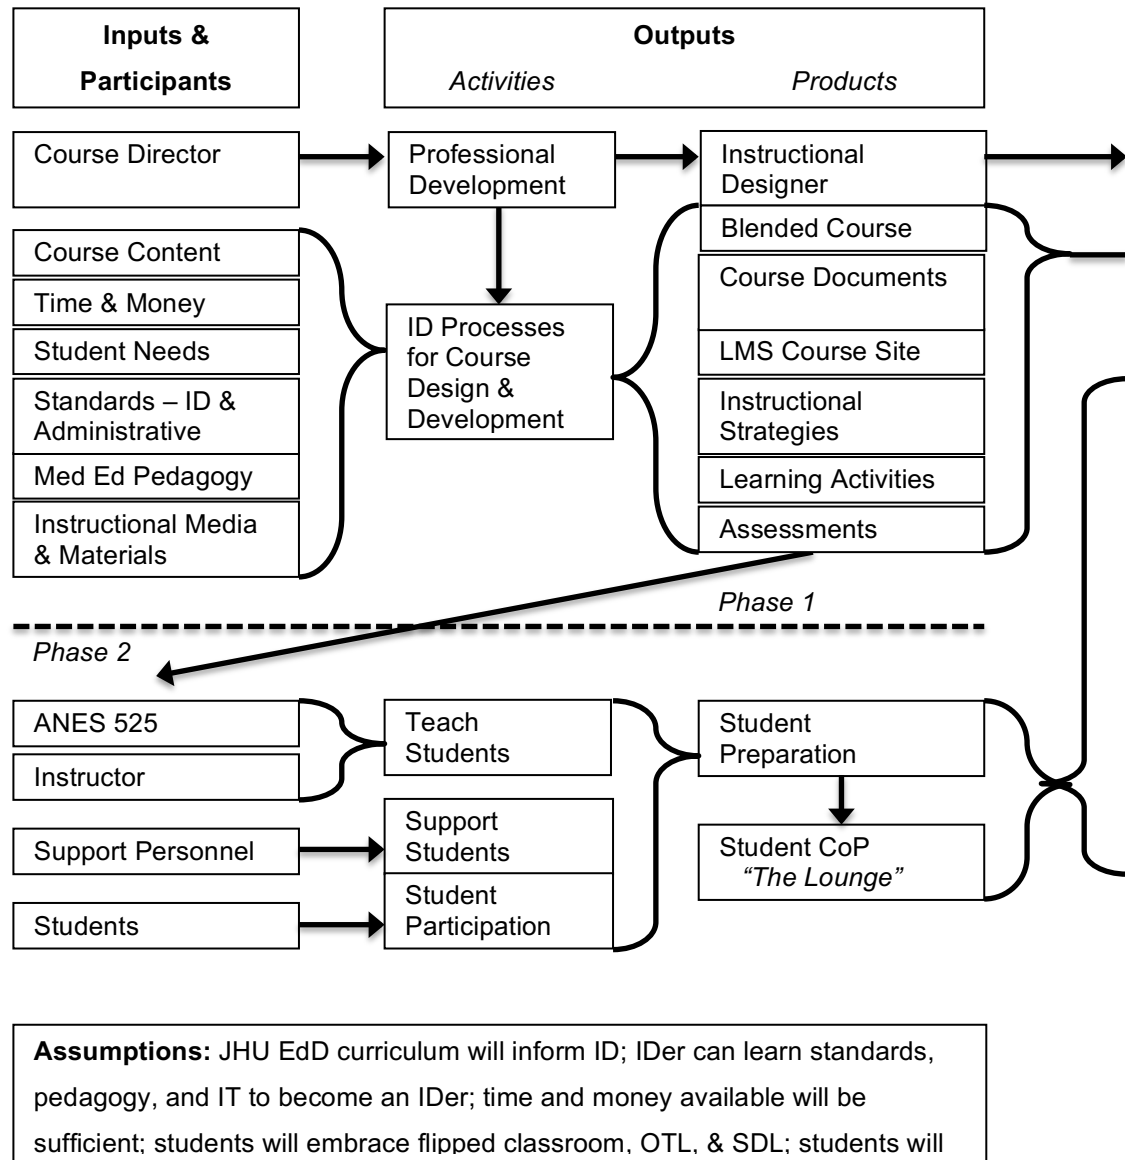 Inputs &
Participants
Outputs
Activities
Products
Course Director
Professional
Development
Instructional
Designer
Course Content
Time & Money
Student Needs
Standards – ID &
Administrative
Med Ed Pedagogy
Instructional Media
& Materials
ID Processes
for Course
Design &
Development
Blended Course
Course Documents
LMS Course Site
Instructional
Strategies
Learning Activities
Assessments
Phase 1
Phase 2
ANES 525
Instructor
Support Personnel
Students
Teach
Students
Support
Students
Student
Participation
Student
Preparation
Student CoP
“The Lounge”
Assumptions: JHU EdD curriculum will inform ID; IDer can learn standards,
pedagogy, and IT to become an IDer; time and money available will be
sufficient; students will embrace flipped classroom, OTL, & SDL; students will